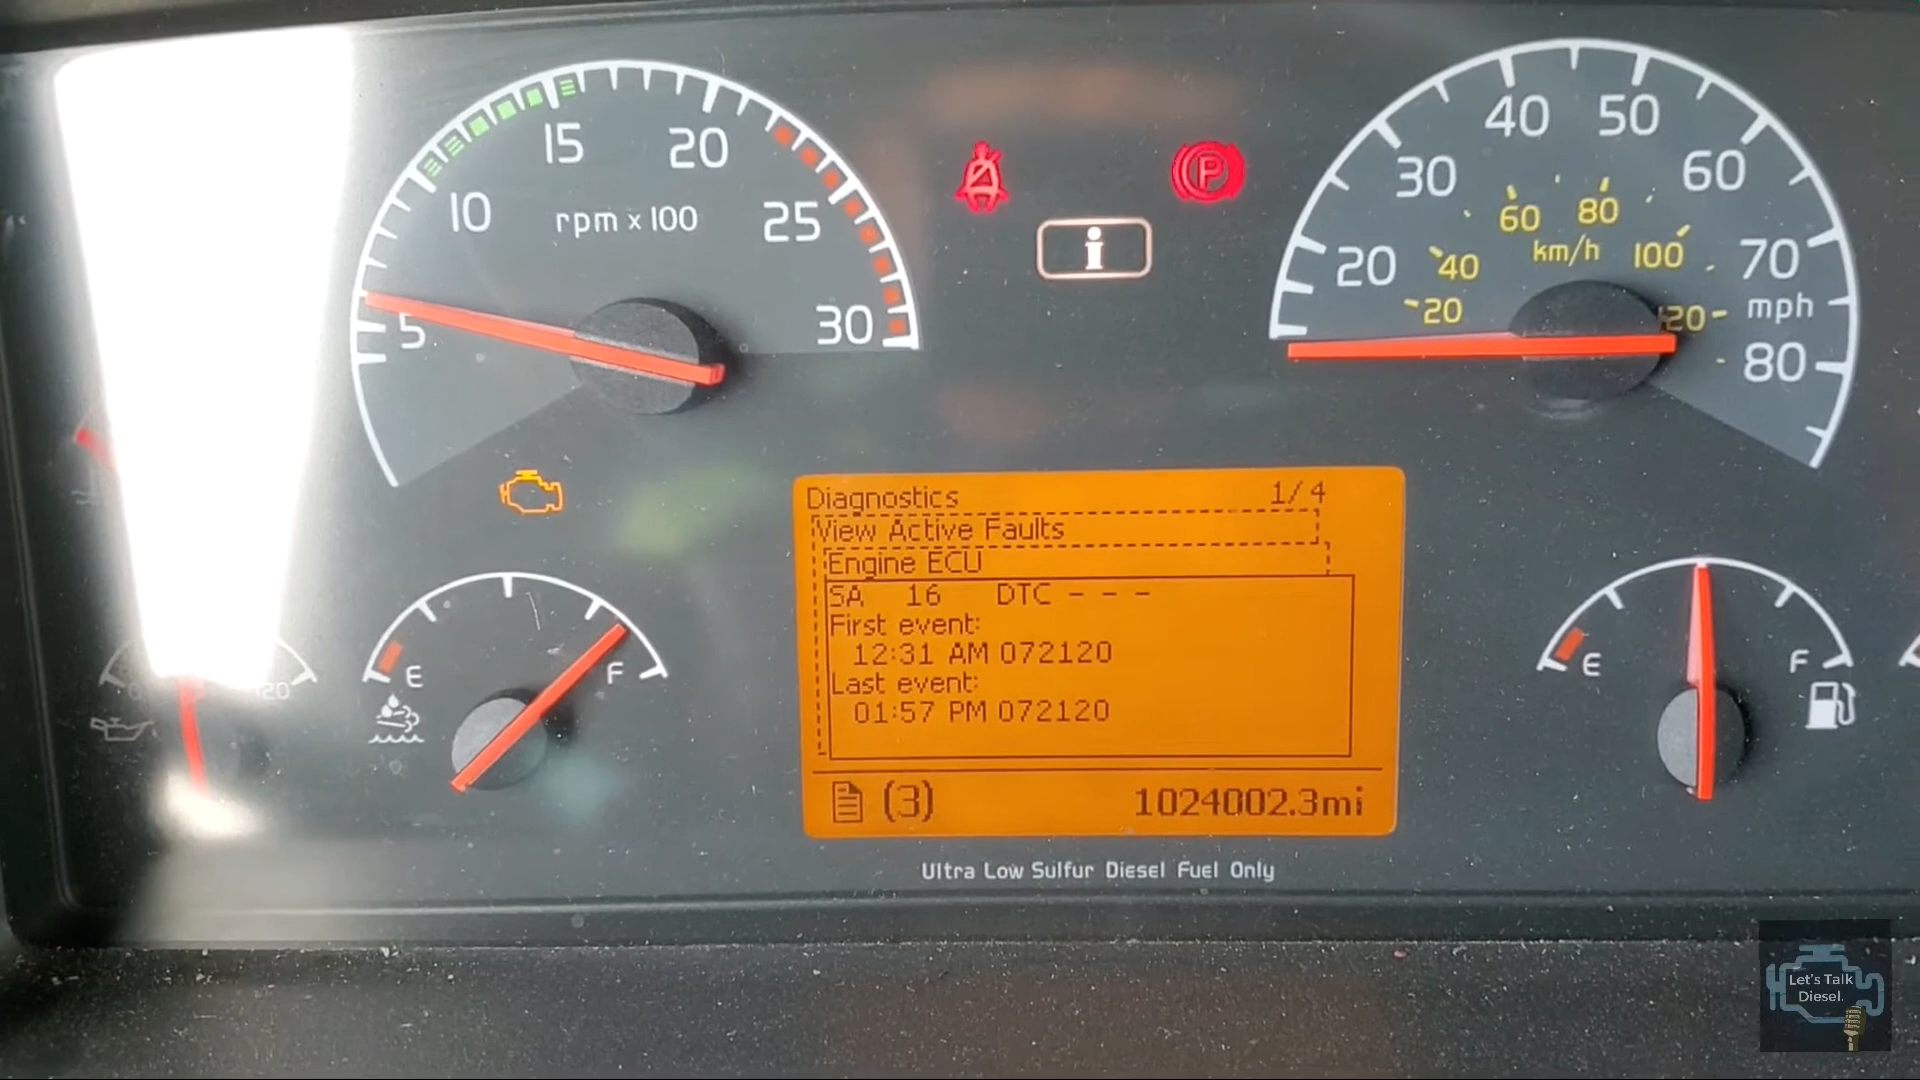 5
10
15
20
25
30
rpm x 100
P
i
20
30
40
50
60
70
80
mph
20
40
60
80
100
120
km/h
Diagnostics 1/4
View Active Faults
Engine ECU
SA 16 DTC - - -
First event:
12:31 AM 072120
Last event:
01:57 PM 072120
(3) 1024002.3mi
E F
E F
Ultra Low Sulfur Diesel Fuel Only
Let's Talk
Diesel.